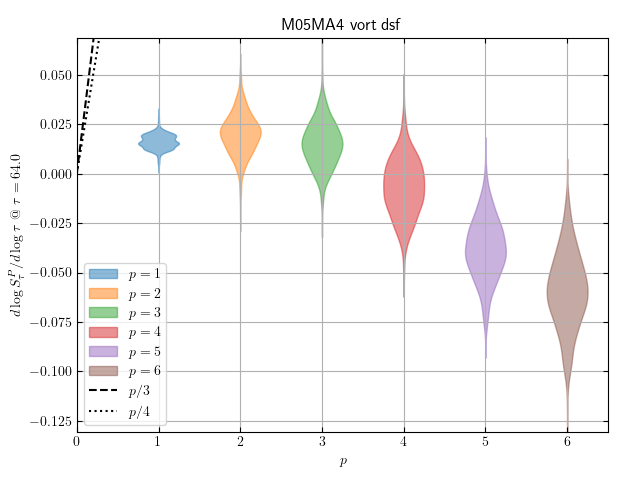 M05MA4 vort dsf
0.050
0.025
0.000
−0.025
−0.050
−0.075
−0.100
−0.125
d log S_τ^P / d log τ @ τ = 64.0
p = 1
p = 2
p = 3
p = 4
p = 5
p = 6
p/3
p/4
0 1 2 3 4 5 6
p